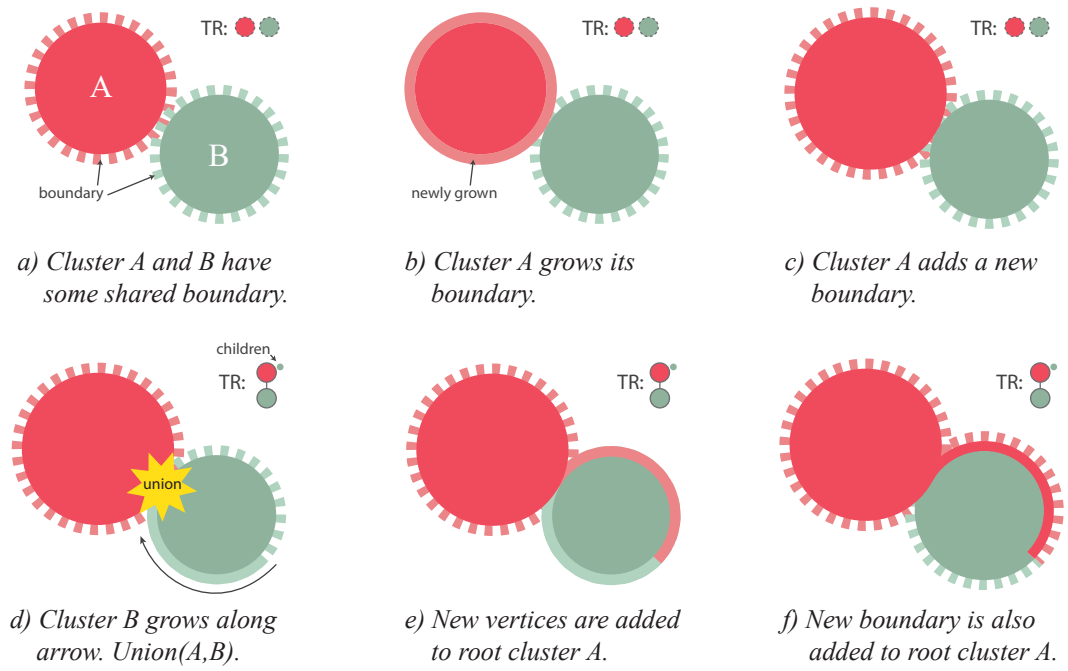 TR:
TR:
TR:
A
B
boundary
newly grown
a) Cluster A and B have
some shared boundary.
b) Cluster A grows its
boundary.
c) Cluster A adds a new
boundary.
children
TR:
TR:
TR:
union
d) Cluster B grows along
arrow. Union(A,B).
e) New vertices are added
to root cluster A.
f) New boundary is also
added to root cluster A.